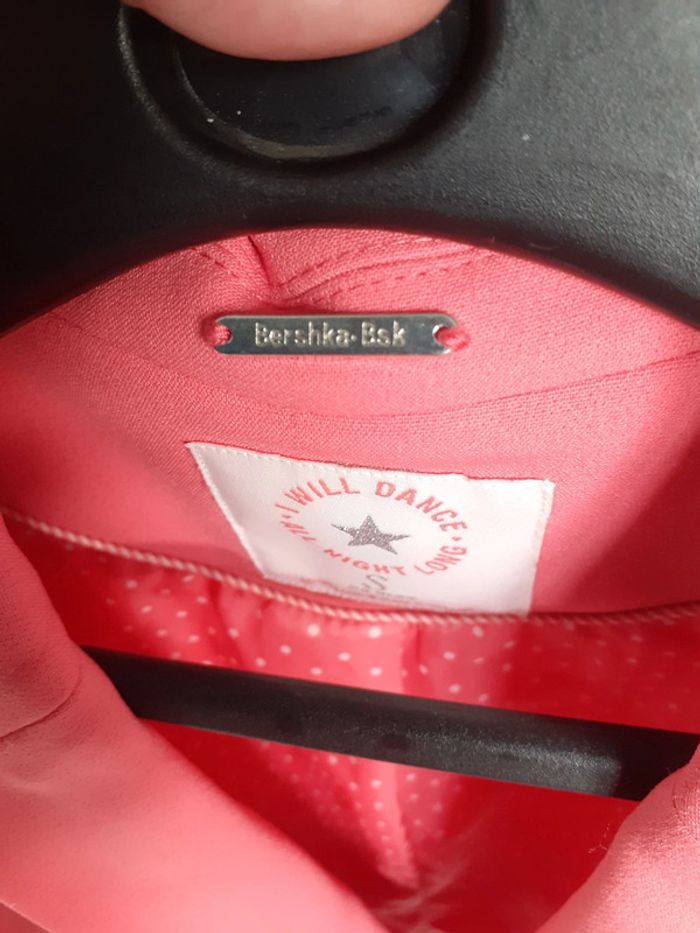 Bershka•Bsk
• I WILL DANCE •
ALL NIGHT LONG
S